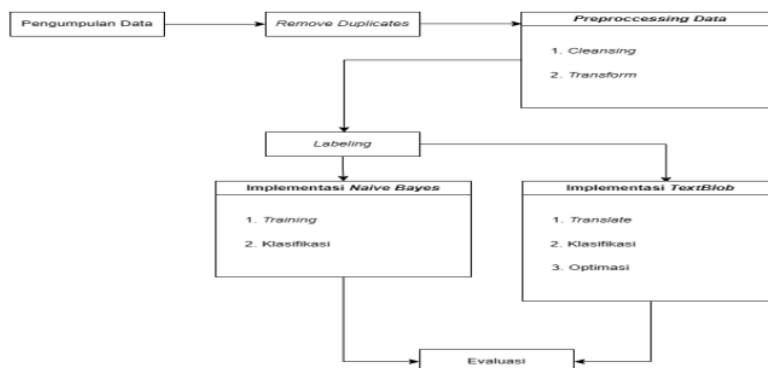 Pengumpulan Data
Remove Duplicates
Preproccessing Data
1. Cleansing
2. Transform
Labeling
Implementasi Naive Bayes
1. Training
2. Klasifikasi
Implementasi TextBlob
1. Translate
2. Klasifikasi
3. Optimasi
Evaluasi